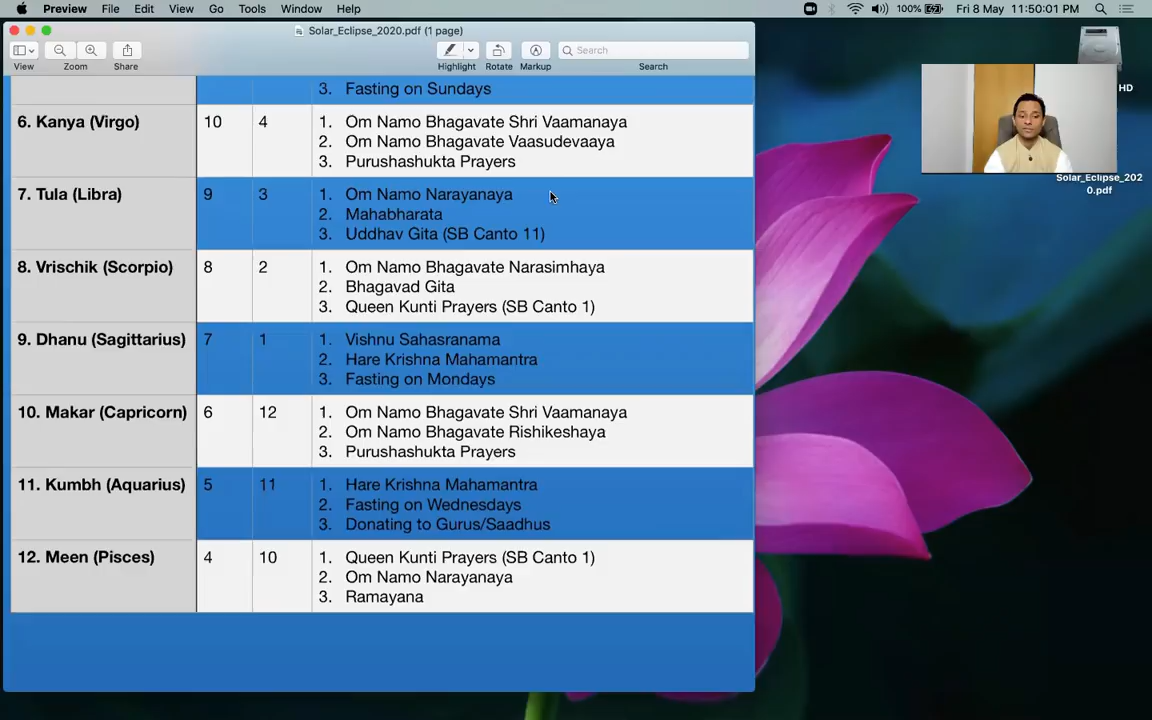 Preview File Edit View Go Tools Window Help 100% Fri 8 May 11:50:01 PM
Solar_Eclipse_2020.pdf (1 page)
Search
View Zoom Share Highlight Rotate Markup Search
HD
Solar_Eclipse_202
0.pdf
3. Fasting on Sundays
6. Kanya (Virgo) 10 4 1. Om Namo Bhagavate Shri Vaamanaya
2. Om Namo Bhagavate Vaasudevaaya
3. Purushashukta Prayers
7. Tula (Libra) 9 3 1. Om Namo Narayanaya
2. Mahabharata
3. Uddhav Gita (SB Canto 11)
8. Vrischik (Scorpio) 8 2 1. Om Namo Bhagavate Narasimhaya
2. Bhagavad Gita
3. Queen Kunti Prayers (SB Canto 1)
9. Dhanu (Sagittarius) 7 1 1. Vishnu Sahasranama
2. Hare Krishna Mahamantra
3. Fasting on Mondays
10. Makar (Capricorn) 6 12 1. Om Namo Bhagavate Shri Vaamanaya
2. Om Namo Bhagavate Rishikeshaya
3. Purushashukta Prayers
11. Kumbh (Aquarius) 5 11 1. Hare Krishna Mahamantra
2. Fasting on Wednesdays
3. Donating to Gurus/Saadhus
12. Meen (Pisces) 4 10 1. Queen Kunti Prayers (SB Canto 1)
2. Om Namo Narayanaya
3. Ramayana